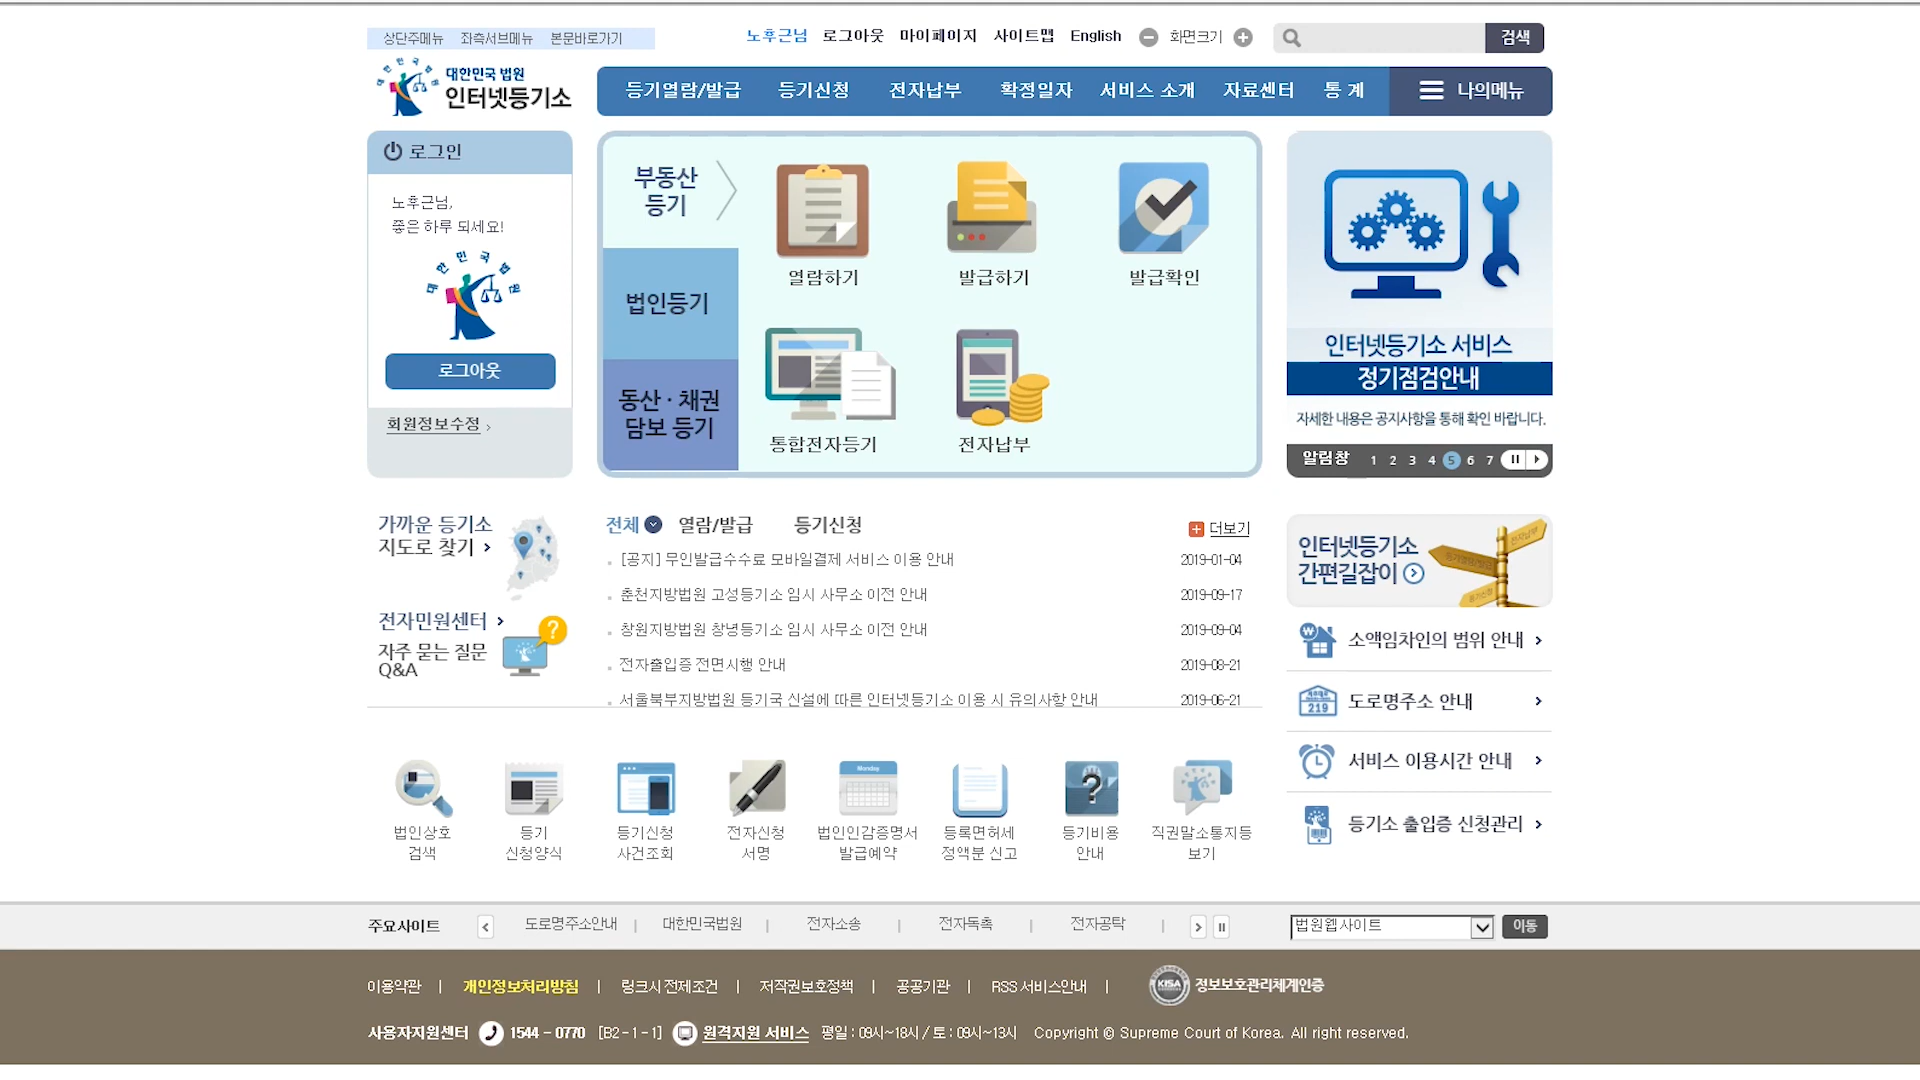 상단주메뉴 좌측서브메뉴 본문바로가기
노후근님 로그아웃 마이페이지 사이트맵 English 화면크기 검색
대한민국 법원
인터넷등기소
등기열람/발급 등기신청 전자납부 확정일자 서비스 소개 자료센터 통 계 나의메뉴
로그인
노후근님,
좋은 하루 되세요!
대한민국법원
로그아웃
회원정보수정
부동산
등기
법인등기
동산·채권
담보 등기
열람하기 발급하기 발급확인
통합전자등기 전자납부
인터넷등기소 서비스
정기점검안내
자세한 내용은 공지사항을 통해 확인 바랍니다.
알림창 1 2 3 4 5 6 7
가까운 등기소
지도로 찾기
전자민원센터
자주 묻는 질문
Q&A
전체 열람/발급 등기신청 더보기
[공지] 무인발급수수료 모바일결제 서비스 이용 안내 2019-01-04
춘천지방법원 고성등기소 임시 사무소 이전 안내 2019-09-17
창원지방법원 창녕등기소 임시 사무소 이전 안내 2019-09-04
전자출입증 전면시행 안내 2019-08-21
서울북부지방법원 등기국 신설에 따른 인터넷등기소 이용 시 유의사항 안내 2019-06-21
인터넷등기소
간편길잡이
전자납부
등기열람/발급
등기신청
소액임차인의 범위 안내
219
도로명주소 안내
서비스 이용시간 안내
등기소 출입증 신청관리
Monday
법인상호
검색
등기
신청양식
등기신청
사건조회
전자신청
서명
법인인감증명서
발급예약
등록면허세
정액분 신고
등기비용
안내
직권말소통지등
보기
주요사이트 도로명주소안내 | 대한민국법원 | 전자소송 | 전자독촉 | 전자공탁 | 법원웹사이트 이동
이용약관 | 개인정보처리방침 | 링크시 전제조건 | 저작권보호정책 | 공공기관 | RSS 서비스안내 | KISA 정보보호관리체계인증
사용자지원센터 1544 - 0770 [B2-1-1] 원격지원 서비스 평일 : 09시~18시 / 토 : 09시~13시 Copyright © Supreme Court of Korea. All right reserved.